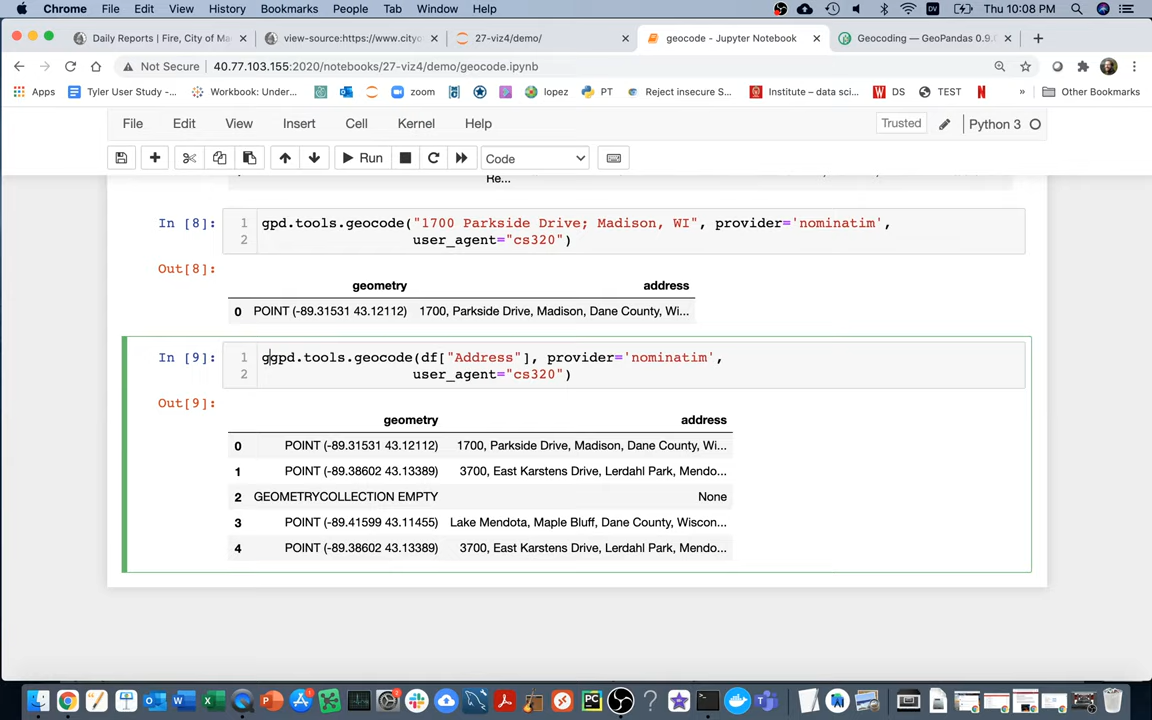 Chrome File Edit View History Bookmarks People Tab Window Help Thu 10:08 PM
Daily Reports | Fire, City of Ma view-source:https://www.cityo 27-viz4/demo/ geocode - Jupyter Notebook Geocoding — GeoPandas 0.9.
Not Secure 40.77.103.155:2020/notebooks/27-viz4/demo/geocode.ipynb
Apps Tyler User Study -... Workbook: Under... zoom lopez PT Reject insecure S... Institute – data sci... DS TEST » Other Bookmarks
File Edit View Insert Cell Kernel Help Trusted Python 3
Run Code
Re...
In [8]: 1 gpd.tools.geocode("1700 Parkside Drive; Madison, WI", provider='nominatim',
2 user_agent="cs320")
Out[8]:
geometry address
0 POINT (-89.31531 43.12112) 1700, Parkside Drive, Madison, Dane County, Wi...
In [9]: 1 ggpd.tools.geocode(df["Address"], provider='nominatim',
2 user_agent="cs320")
Out[9]:
geometry address
0 POINT (-89.31531 43.12112) 1700, Parkside Drive, Madison, Dane County, Wi...
1 POINT (-89.38602 43.13389) 3700, East Karstens Drive, Lerdahl Park, Mendo...
2 GEOMETRYCOLLECTION EMPTY None
3 POINT (-89.41599 43.11455) Lake Mendota, Maple Bluff, Dane County, Wiscon...
4 POINT (-89.38602 43.13389) 3700, East Karstens Drive, Lerdahl Park, Mendo...